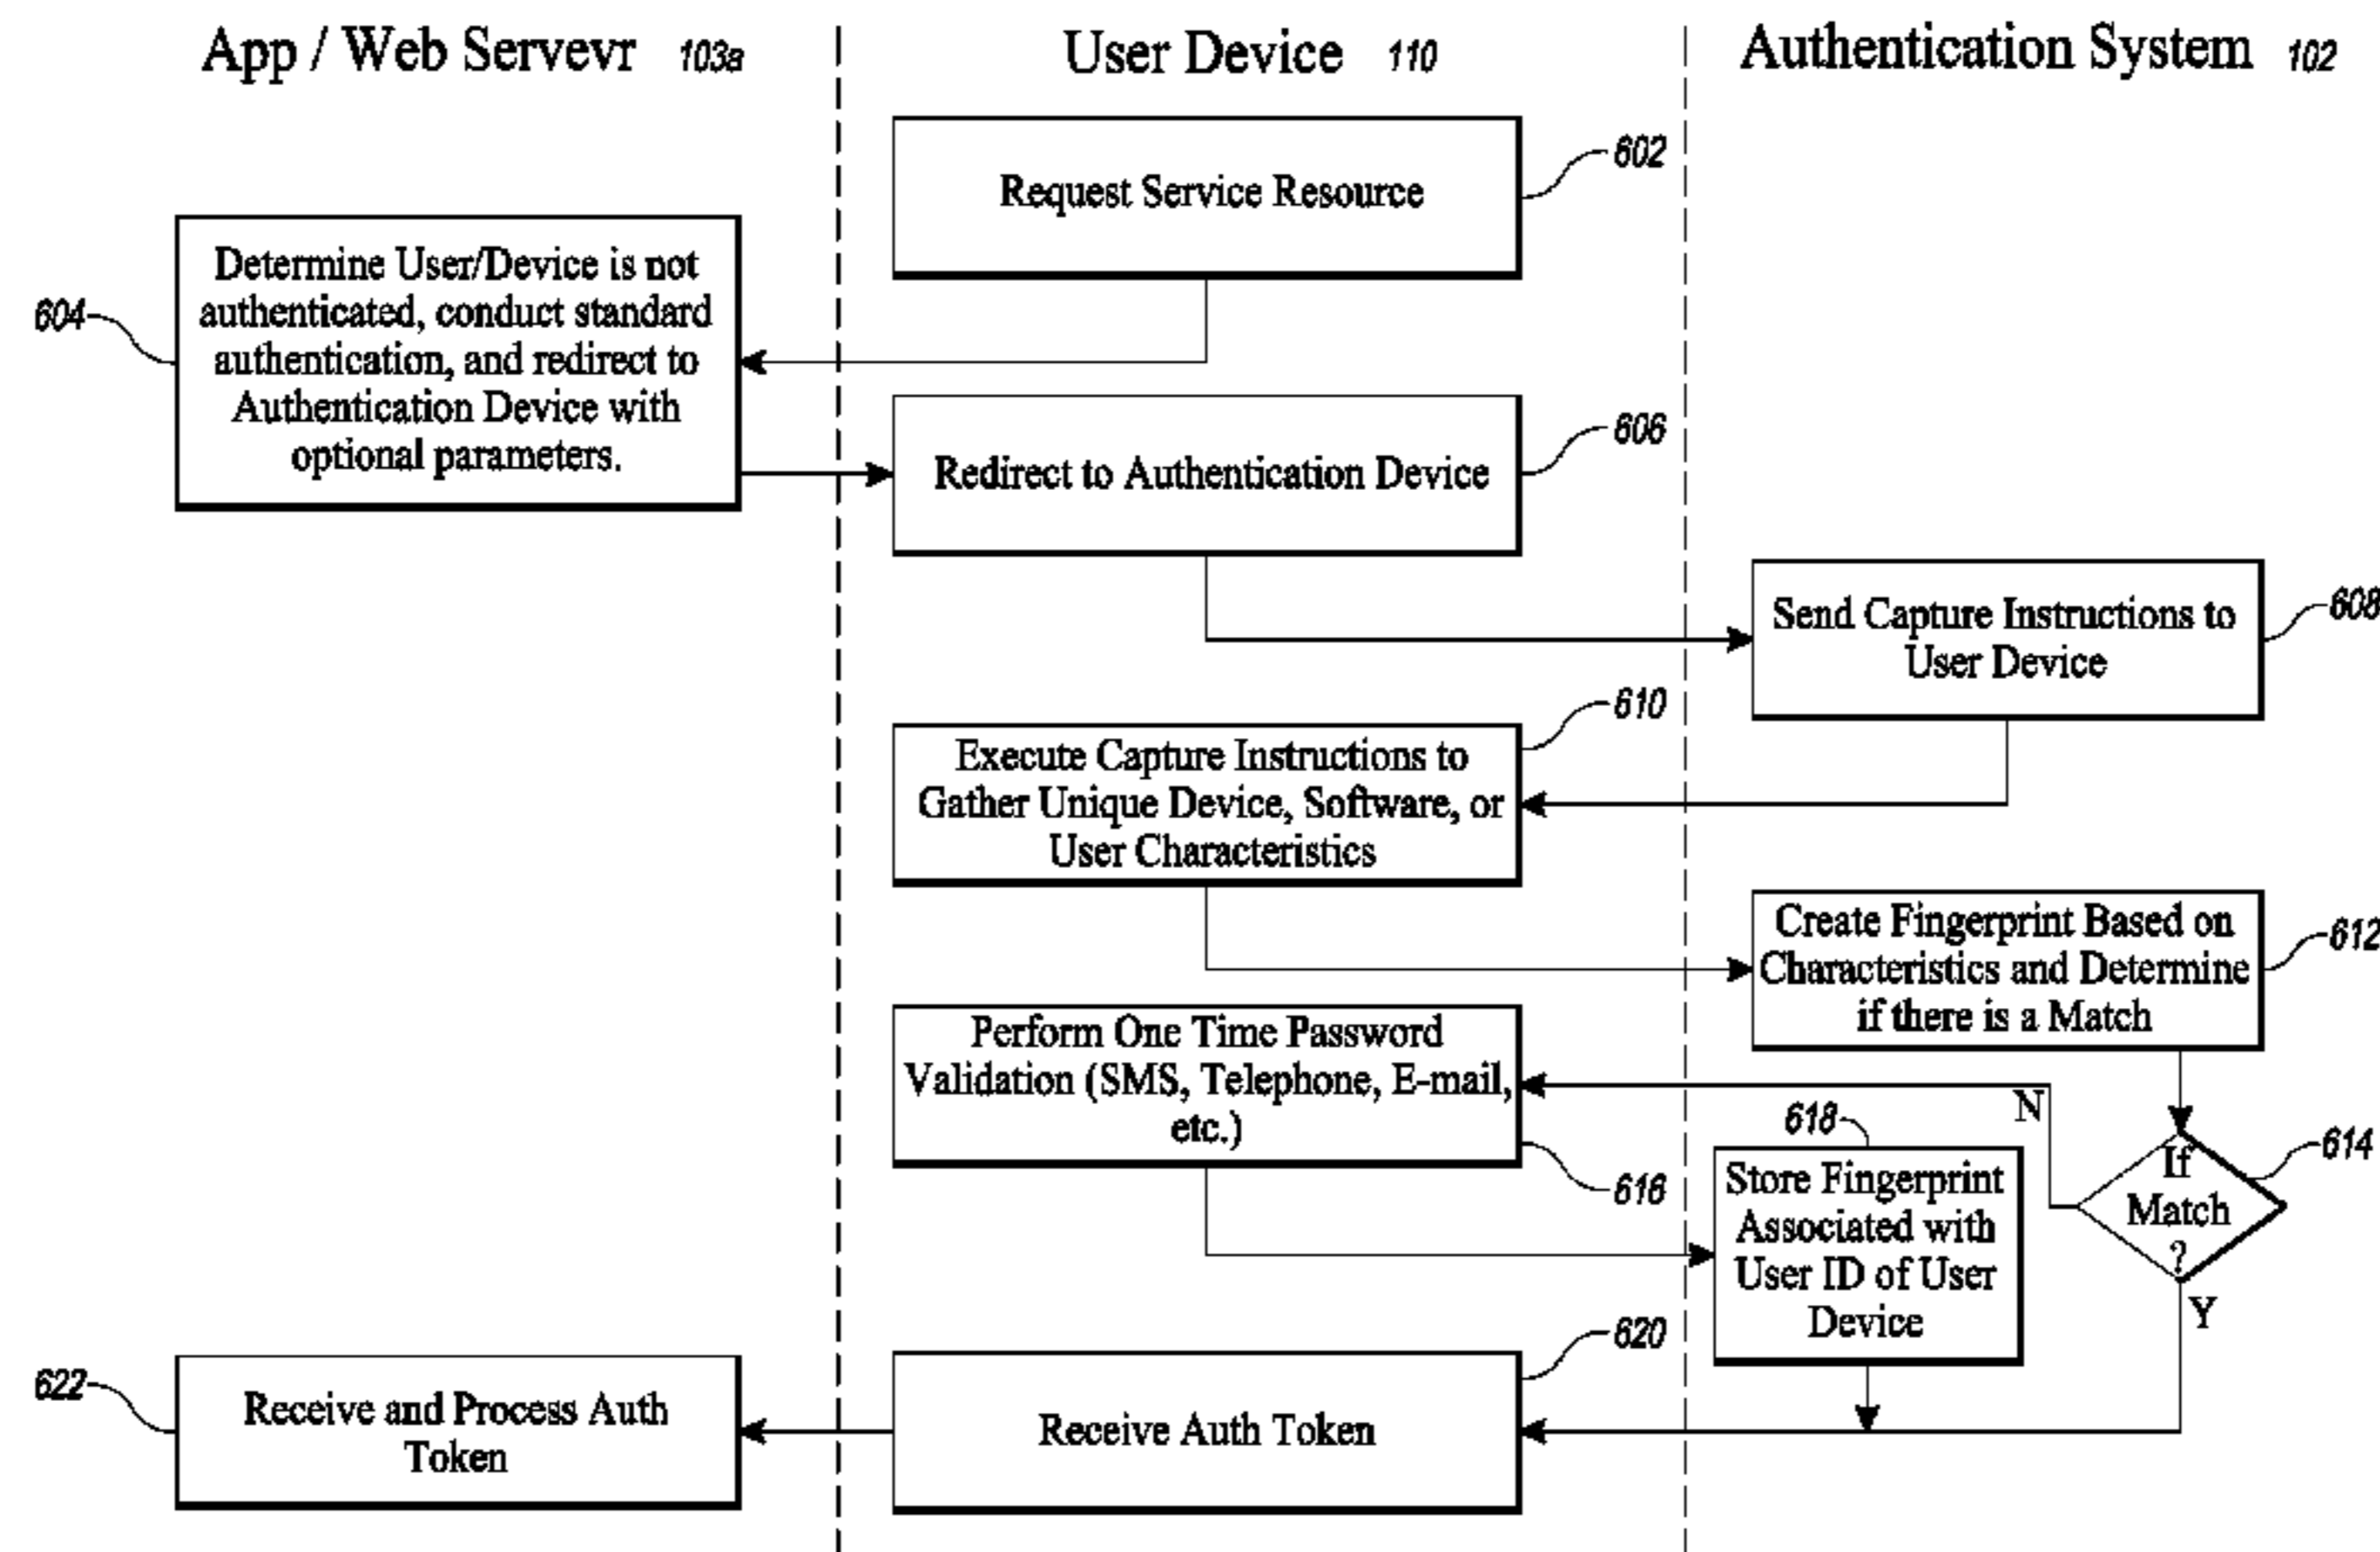 App / Web Servevr 103a
User Device 110
Authentication System 102
Request Service Resource
602
Determine User/Device is not
authenticated, conduct standard
authentication, and redirect to
Authentication Device with
optional parameters.
604
Redirect to Authentication Device
606
Send Capture Instructions to
User Device
608
610
Execute Capture Instructions to
Gather Unique Device, Software, or
User Characteristics
Create Fingerprint Based on
Characteristics and Determine
if there is a Match
612
Perform One Time Password
Validation (SMS, Telephone, E-mail,
etc.)
616
N
618
Store Fingerprint
Associated with
User ID of User
Device
If
Match
?
614
Y
620
Receive Auth Token
622
Receive and Process Auth
Token